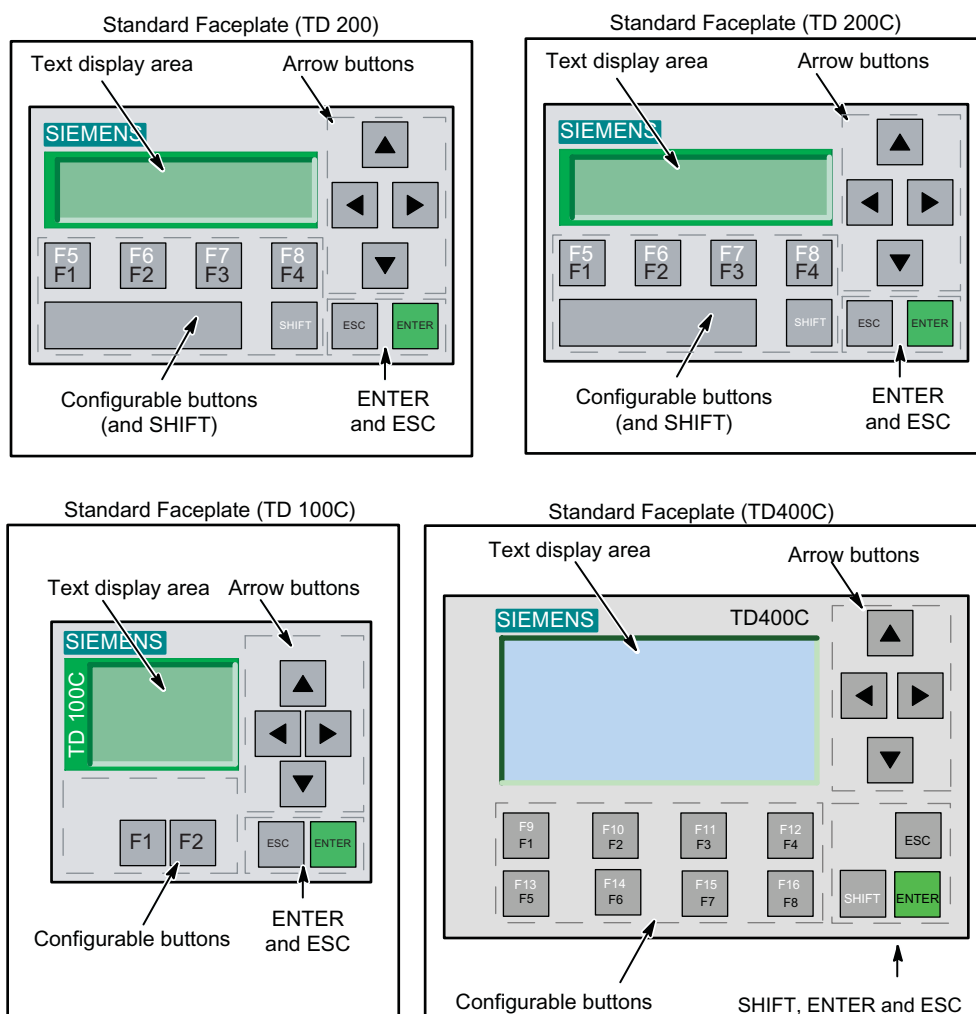 Standard Faceplate (TD 200)
Text display area
Arrow buttons
SIEMENS
F5
F1
F6
F2
F7
F3
F8
F4
SHIFT
ESC
ENTER
Configurable buttons
(and SHIFT)
ENTER
and ESC
Standard Faceplate (TD 200C)
Text display area
Arrow buttons
SIEMENS
F5
F1
F6
F2
F7
F3
F8
F4
SHIFT
ESC
ENTER
Configurable buttons
(and SHIFT)
ENTER
and ESC
Standard Faceplate (TD 100C)
Text display area
Arrow buttons
SIEMENS
TD 100C
F1
F2
ESC
ENTER
Configurable buttons
ENTER
and ESC
Standard Faceplate (TD400C)
Text display area
Arrow buttons
SIEMENS
TD400C
F9
F1
F10
F2
F11
F3
F12
F4
ESC
F13
F5
F14
F6
F15
F7
F16
F8
SHIFT
ENTER
Configurable buttons
SHIFT, ENTER and ESC